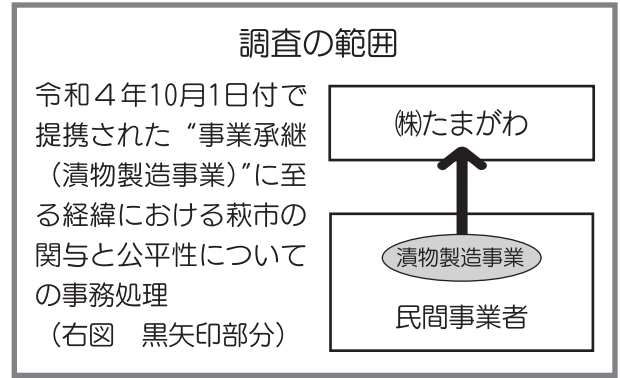 調査の範囲
令和４年10月1日付で
提携された“事業承継
（漬物製造事業）”に至
る経緯における萩市の
関与と公平性について
の事務処理
（右図　黒矢印部分）
㈱たまがわ
漬物製造事業
民間事業者